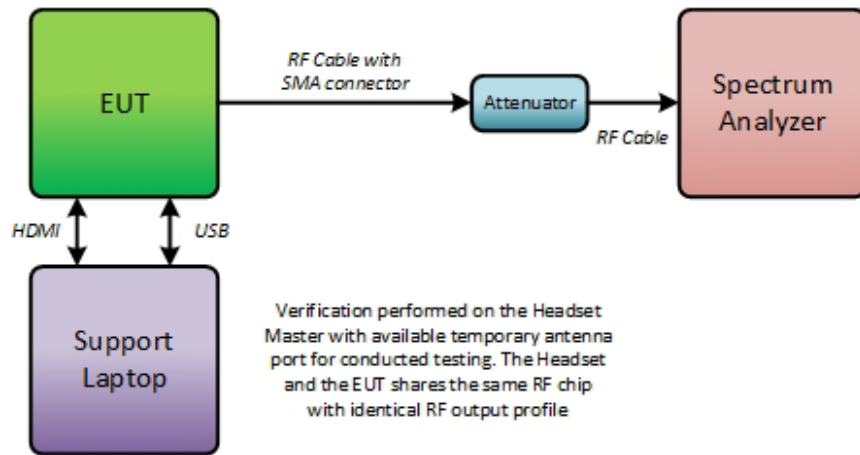 EUT
RF Cable with
SMA connector
Attenuator
RF Cable
Spectrum
Analyzer
HDMI
USB
Support
Laptop
Verification performed on the Headset
Master with available temporary antenna
port for conducted testing. The Headset
and the EUT shares the same RF chip
with identical RF output profile